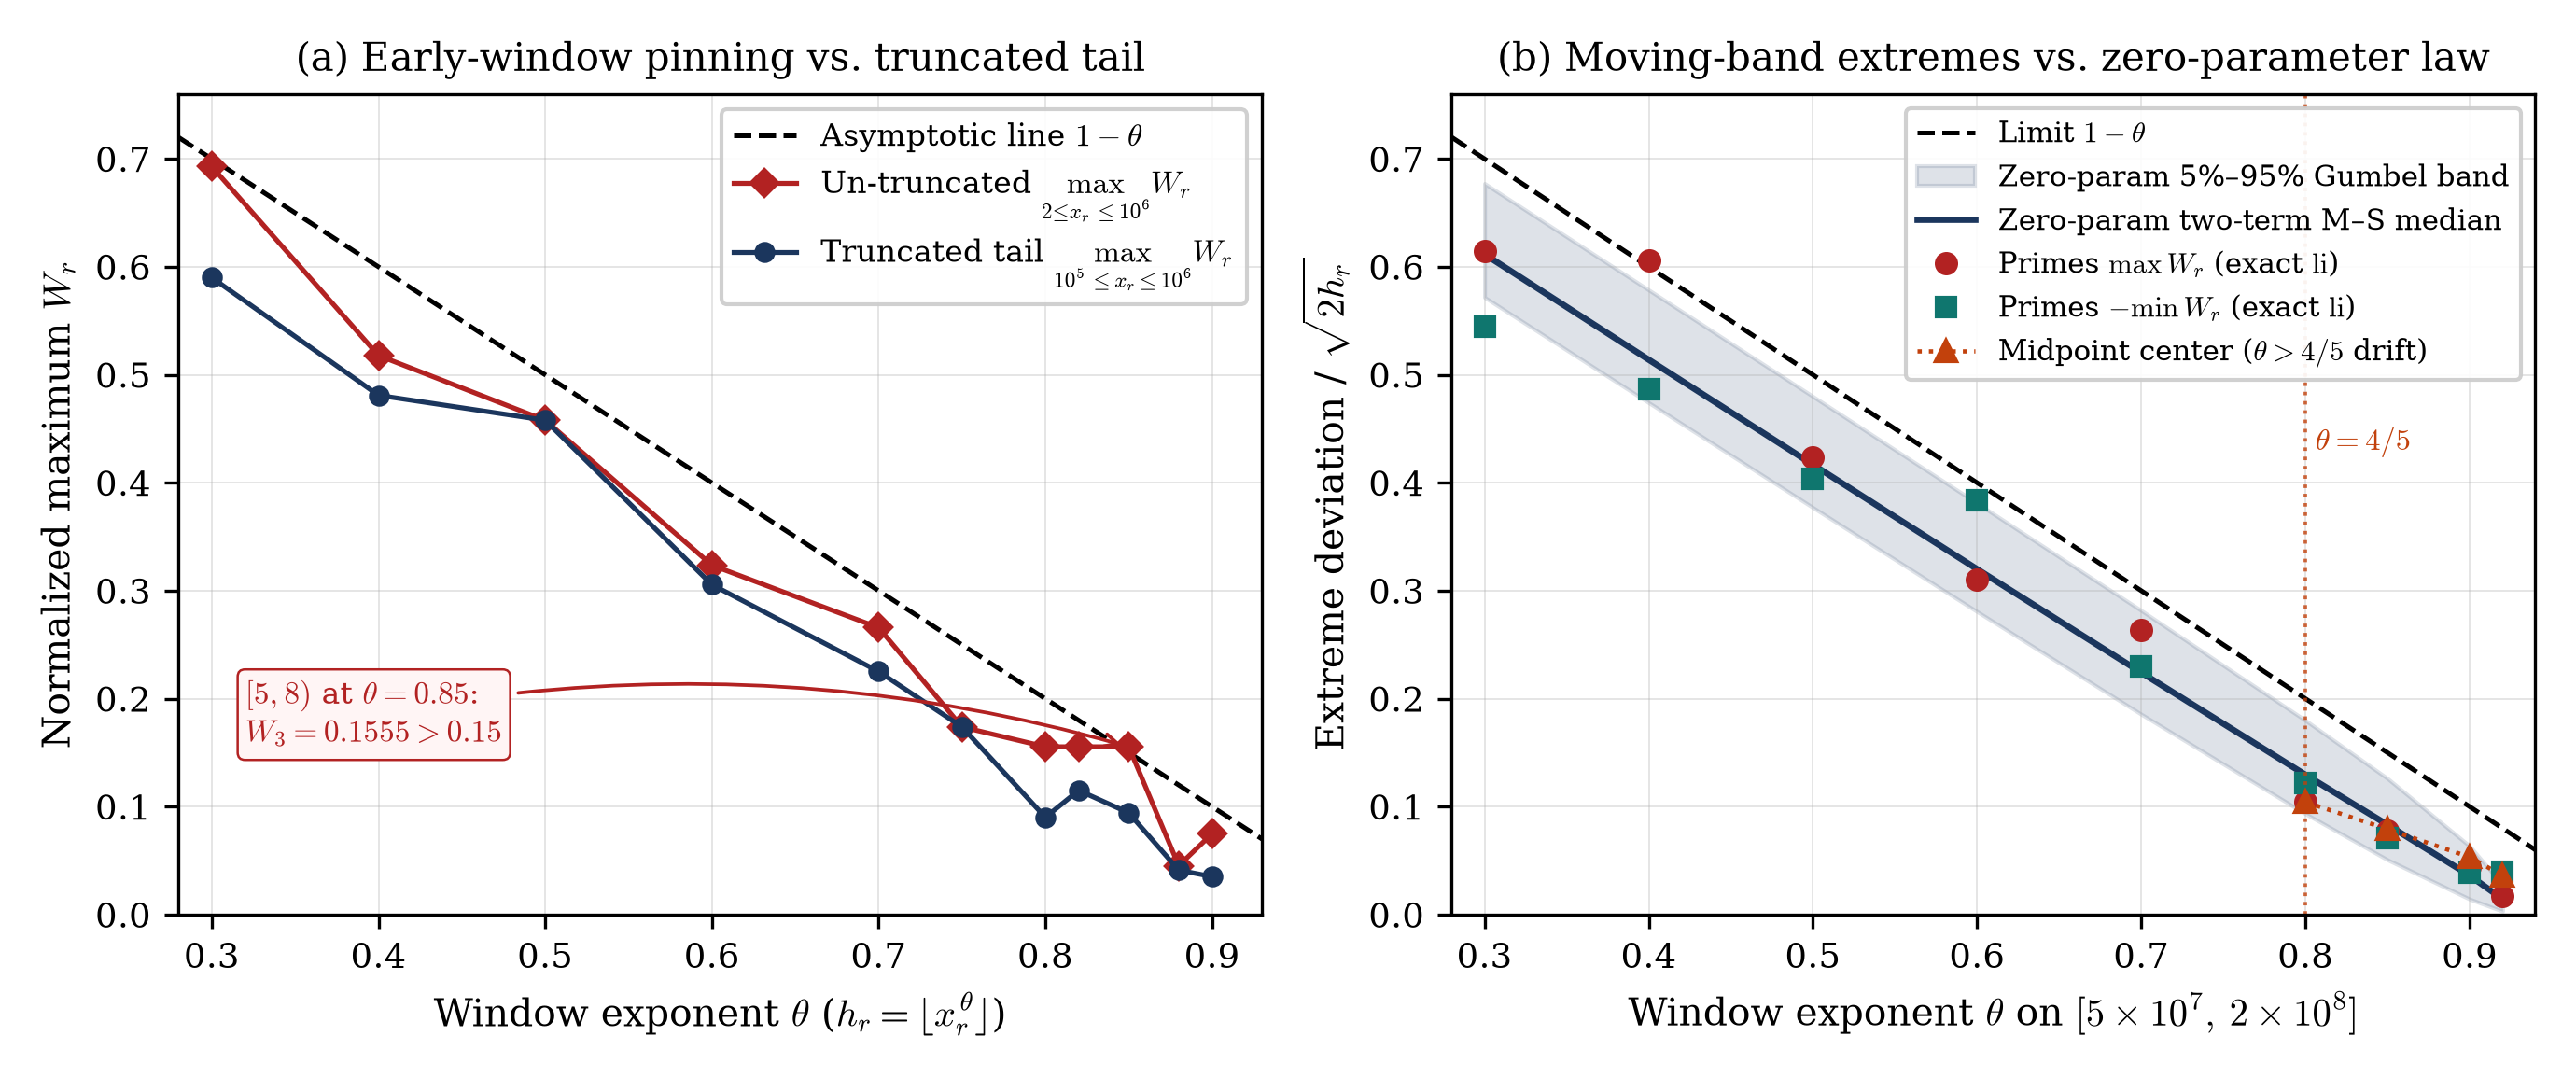 (a) Early-window pinning vs. truncated tail
Normalized maximum W_r
0.7
0.6
0.5
0.4
0.3
0.2
0.1
0.0
Asymptotic line 1 − θ
Un-truncated max W_r
2≤x_r ≤10^6
Truncated tail max W_r
10^5 ≤x_r ≤10^6
[5, 8) at θ = 0.85:
W_3 = 0.1555 > 0.15
0.3 0.4 0.5 0.6 0.7 0.8 0.9
Window exponent θ (h_r = ⌊x_r^θ⌋)
(b) Moving-band extremes vs. zero-parameter law
Extreme deviation / √2h_r
0.7
0.6
0.5
0.4
0.3
0.2
0.1
0.0
Limit 1 − θ
Zero-param 5%–95% Gumbel band
Zero-param two-term M–S median
Primes max W_r (exact li)
Primes −min W_r (exact li)
Midpoint center (θ > 4/5 drift)
θ = 4/5
0.3 0.4 0.5 0.6 0.7 0.8 0.9
Window exponent θ on [5 × 10^7, 2 × 10^8]